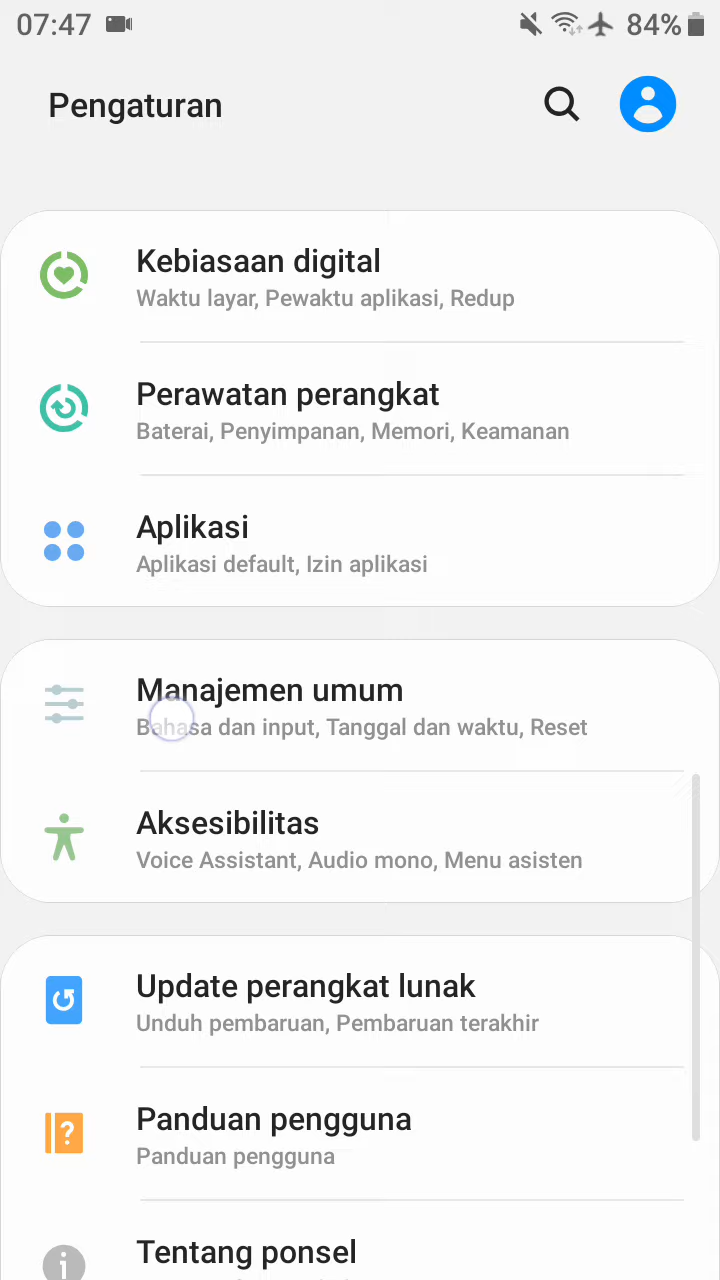 07:47
84%
Pengaturan
Kebiasaan digital
Waktu layar, Pewaktu aplikasi, Redup
Perawatan perangkat
Baterai, Penyimpanan, Memori, Keamanan
Aplikasi
Aplikasi default, Izin aplikasi
Manajemen umum
Bahasa dan input, Tanggal dan waktu, Reset
Aksesibilitas
Voice Assistant, Audio mono, Menu asisten
Update perangkat lunak
Unduh pembaruan, Pembaruan terakhir
Panduan pengguna
Panduan pengguna
Tentang ponsel